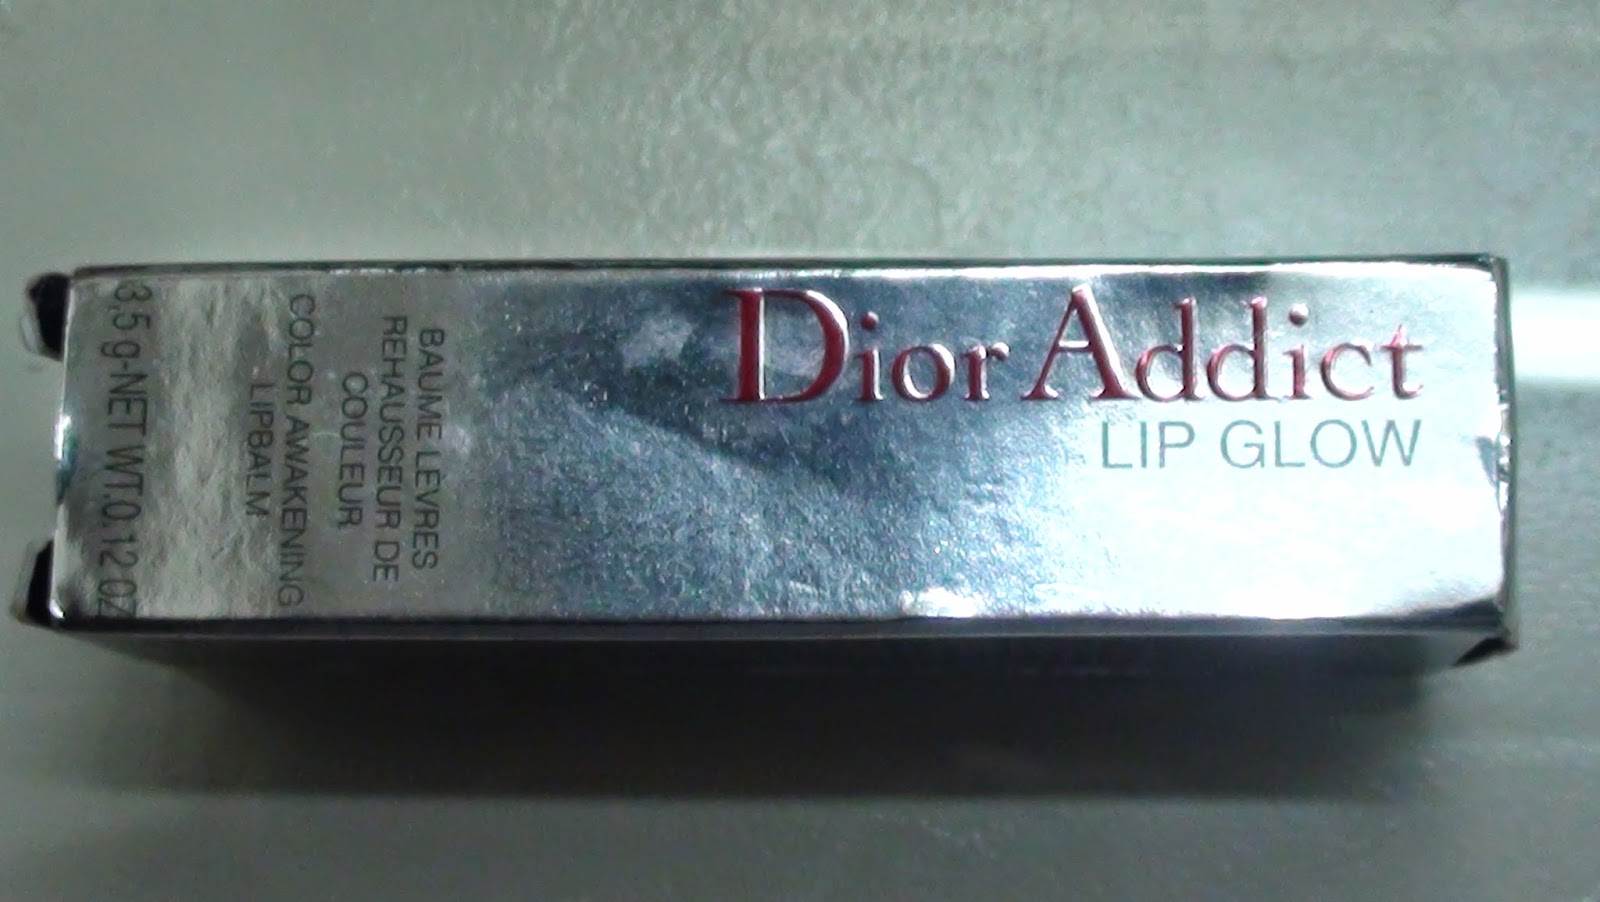 Dior Addict
LIP GLOW
BAUME LÈVRES
REHAUSSEUR DE
COULEUR
COLOR AWAKENING
LIPBALM
3,5 g-NET WT.0.12 OZ